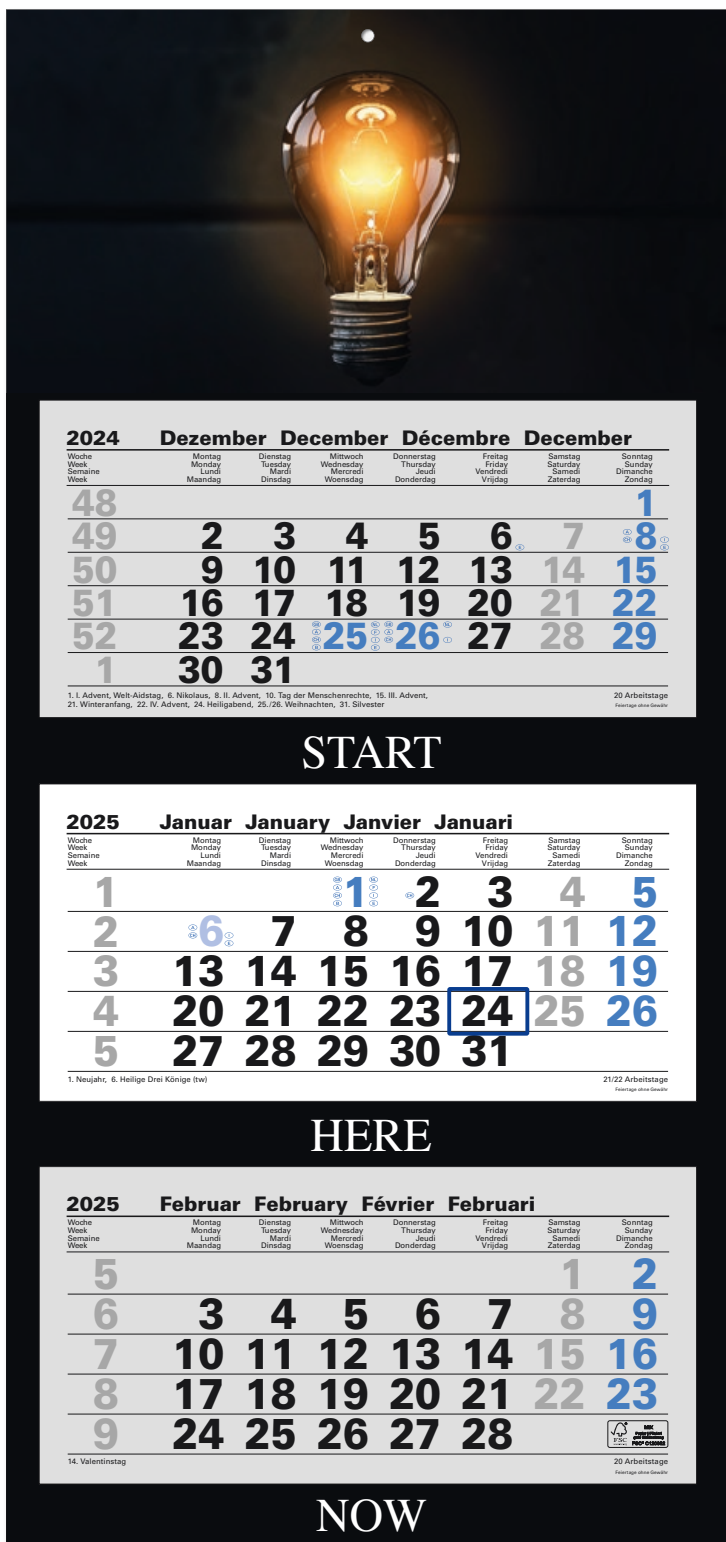 2024 Dezember December Décembre December
Woche Montag Dienstag Mittwoch Donnerstag Freitag Samstag Sonntag
Week Monday Tuesday Wednesday Thursday Friday Saturday Sunday
Semaine Lundi Mardi Mercredi Jeudi Vendredi Samedi Dimanche
Week Maandag Dinsdag Woensdag Donderdag Vrijdag Zaterdag Zondag
48 1
49 2 3 4 5 6 7 8
50 9 10 11 12 13 14 15
51 16 17 18 19 20 21 22
52 23 24 25 26 27 28 29
1 30 31
1. I. Advent, Welt-Aidstag, 6. Nikolaus, 8. II. Advent, 10. Tag der Menschenrechte, 15. III. Advent, 20 Arbeitstage
21. Winteranfang, 22. IV. Advent, 24. Heiligabend, 25./26. Weihnachten, 31. Silvester Feiertage ohne Gewähr
START
2025 Januar January Janvier Januari
Woche Montag Dienstag Mittwoch Donnerstag Freitag Samstag Sonntag
Week Monday Tuesday Wednesday Thursday Friday Saturday Sunday
Semaine Lundi Mardi Mercredi Jeudi Vendredi Samedi Dimanche
Week Maandag Dinsdag Woensdag Donderdag Vrijdag Zaterdag Zondag
1 1 2 3 4 5
2 6 7 8 9 10 11 12
3 13 14 15 16 17 18 19
4 20 21 22 23 24 25 26
5 27 28 29 30 31
1. Neujahr, 6. Heilige Drei Könige (tw) 21/22 Arbeitstage
Feiertage ohne Gewähr
HERE
2025 Februar February Février Februari
Woche Montag Dienstag Mittwoch Donnerstag Freitag Samstag Sonntag
Week Monday Tuesday Wednesday Thursday Friday Saturday Sunday
Semaine Lundi Mardi Mercredi Jeudi Vendredi Samedi Dimanche
Week Maandag Dinsdag Woensdag Donderdag Vrijdag Zaterdag Zondag
5 1 2
6 3 4 5 6 7 8 9
7 10 11 12 13 14 15 16
8 17 18 19 20 21 22 23
9 24 25 26 27 28
FSC MIX
14. Valentinstag 20 Arbeitstage
Feiertage ohne Gewähr
NOW